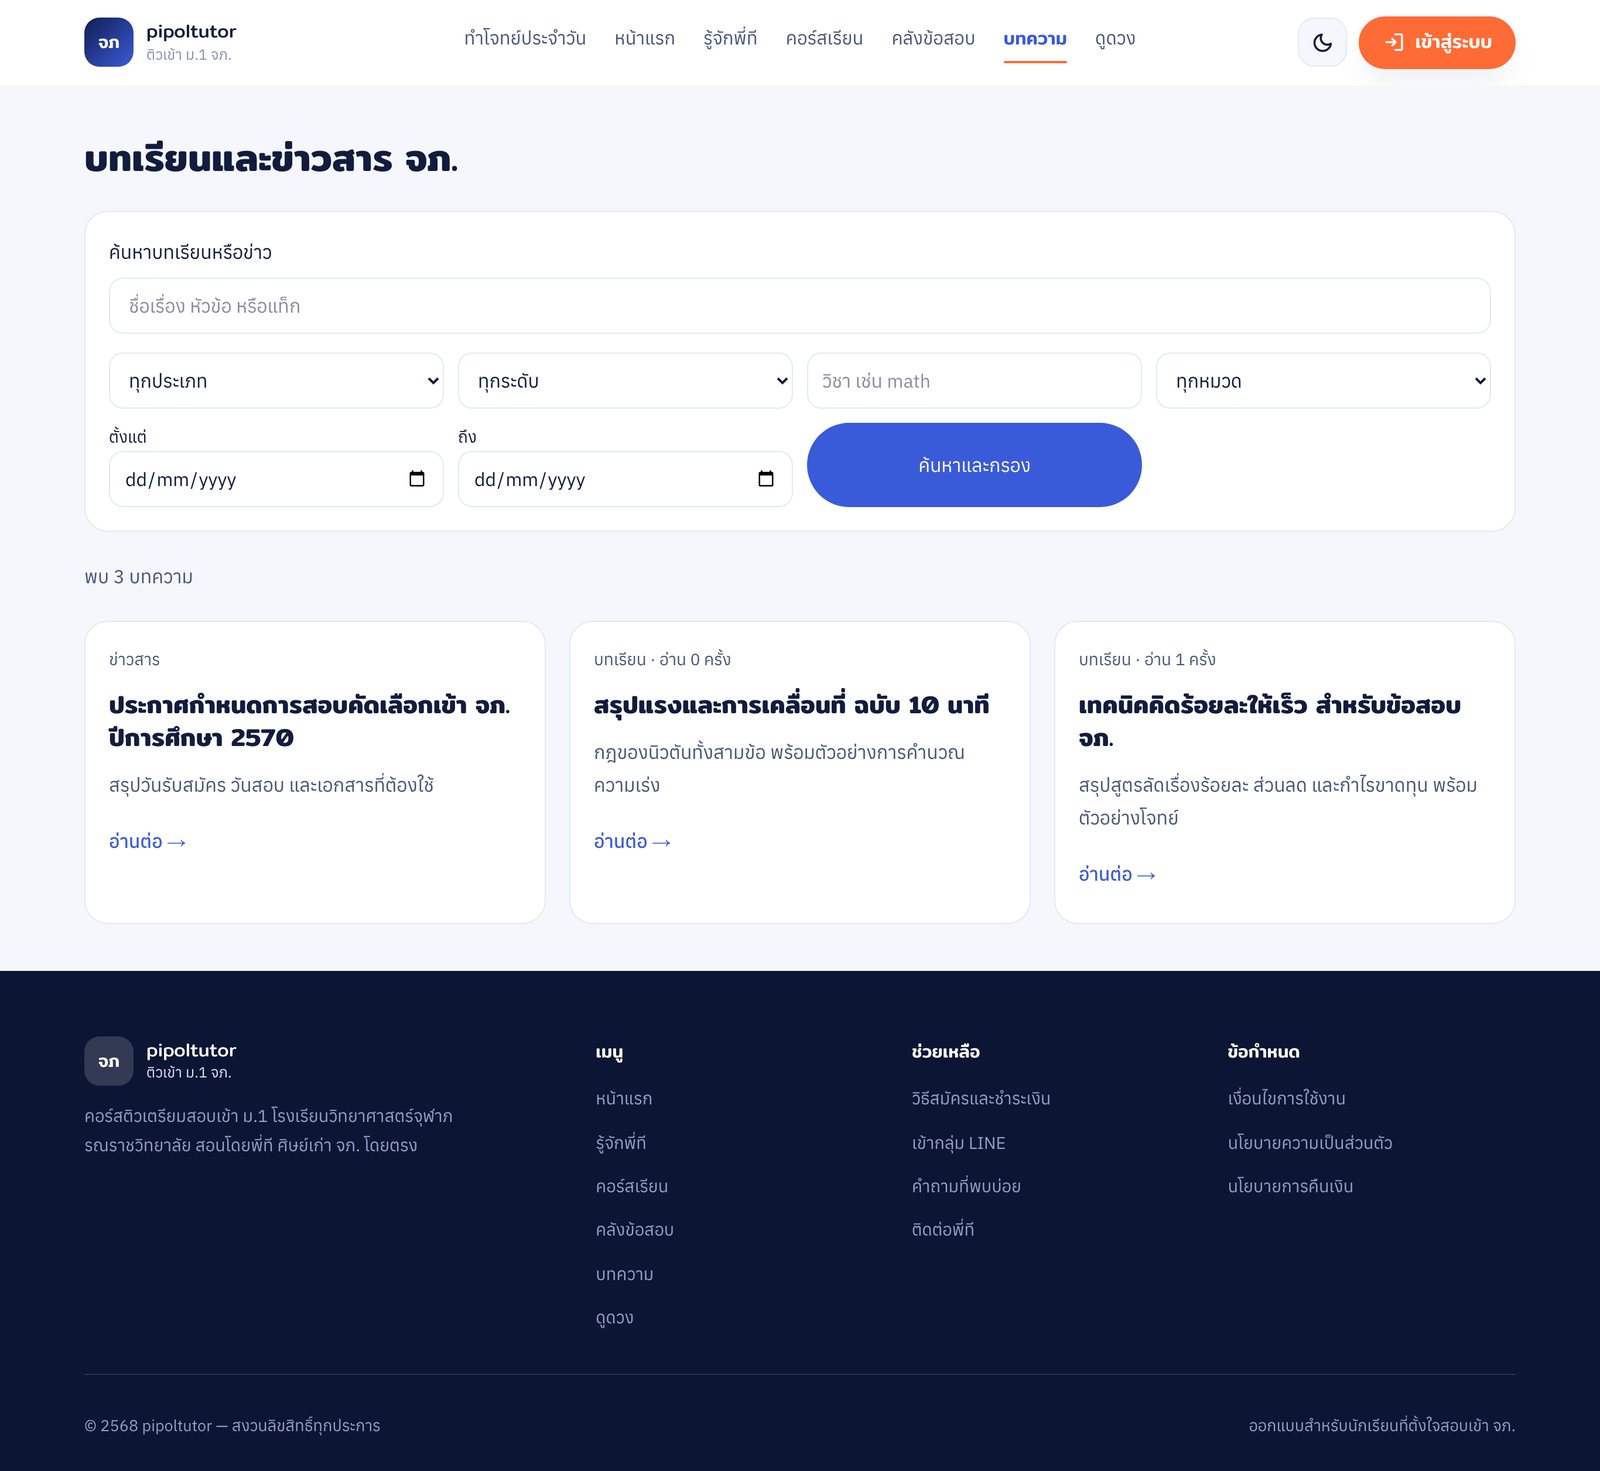 จภ
pipoltutor
ติวเข้า ม.1 จภ.
ทำโจทย์ประจำวัน
หน้าแรก
รู้จักพี่ที
คอร์สเรียน
คลังข้อสอบ
บทความ
ดูดวง
เข้าสู่ระบบ
บทเรียนและข่าวสาร จภ.
ค้นหาบทเรียนหรือข่าว
ชื่อเรื่อง หัวข้อ หรือแท็ก
ทุกประเภท
ทุกระดับ
วิชา เช่น math
ทุกหมวด
ตั้งแต่
ถึง
dd/mm/yyyy
dd/mm/yyyy
ค้นหาและกรอง
พบ 3 บทความ
ข่าวสาร
ประกาศกำหนดการสอบคัดเลือกเข้า จภ.
ปีการศึกษา 2570
สรุปวันรับสมัคร วันสอบ และเอกสารที่ต้องใช้
อ่านต่อ →
บทเรียน · อ่าน 0 ครั้ง
สรุปแรงและการเคลื่อนที่ ฉบับ 10 นาที
กฎของนิวตันทั้งสามข้อ พร้อมตัวอย่างการคำนวณ
ความเร่ง
อ่านต่อ →
บทเรียน · อ่าน 1 ครั้ง
เทคนิคคิดร้อยละให้เร็ว สำหรับข้อสอบ
จภ.
สรุปสูตรลัดเรื่องร้อยละ ส่วนลด และกำไรขาดทุน พร้อม
ตัวอย่างโจทย์
อ่านต่อ →
จภ
pipoltutor
ติวเข้า ม.1 จภ.
คอร์สติวเตรียมสอบเข้า ม.1 โรงเรียนวิทยาศาสตร์จุฬาภ
รณราชวิทยาลัย สอนโดยพี่ที ศิษย์เก่า จภ. โดยตรง
เมนู
หน้าแรก
รู้จักพี่ที
คอร์สเรียน
คลังข้อสอบ
บทความ
ดูดวง
ช่วยเหลือ
วิธีสมัครและชำระเงิน
เข้ากลุ่ม LINE
คำถามที่พบบ่อย
ติดต่อพี่ที
ข้อกำหนด
เงื่อนไขการใช้งาน
นโยบายความเป็นส่วนตัว
นโยบายการคืนเงิน
© 2568 pipoltutor — สงวนลิขสิทธิ์ทุกประการ
ออกแบบสำหรับนักเรียนที่ตั้งใจสอบเข้า จภ.